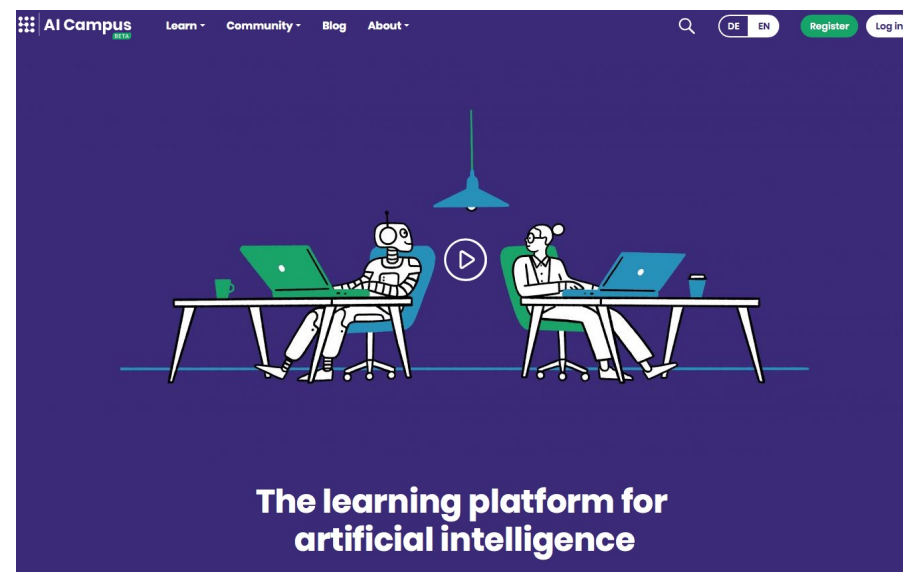 AI Campus
BETA
Learn
Community
Blog
About
DE
EN
Register
Log in
The learning platform for
artificial intelligence